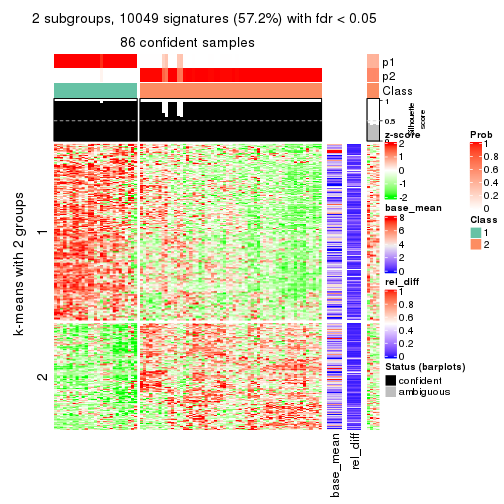 2 subgroups, 10049 signatures (57.2%) with fdr < 0.05
86 confident samples
p1
p2
Class
1
0.5
0
Silhouette
score
z-score
2
1
0
-1
-2
base_mean
8
6
4
2
0
rel_diff
1
0.8
0.6
0.4
0.2
0
Status (barplots)
confident
ambiguous
Prob
1
0.8
0.6
0.4
0.2
0
Class
1
2
k-means with 2 groups
1
2
base_mean
rel_diff